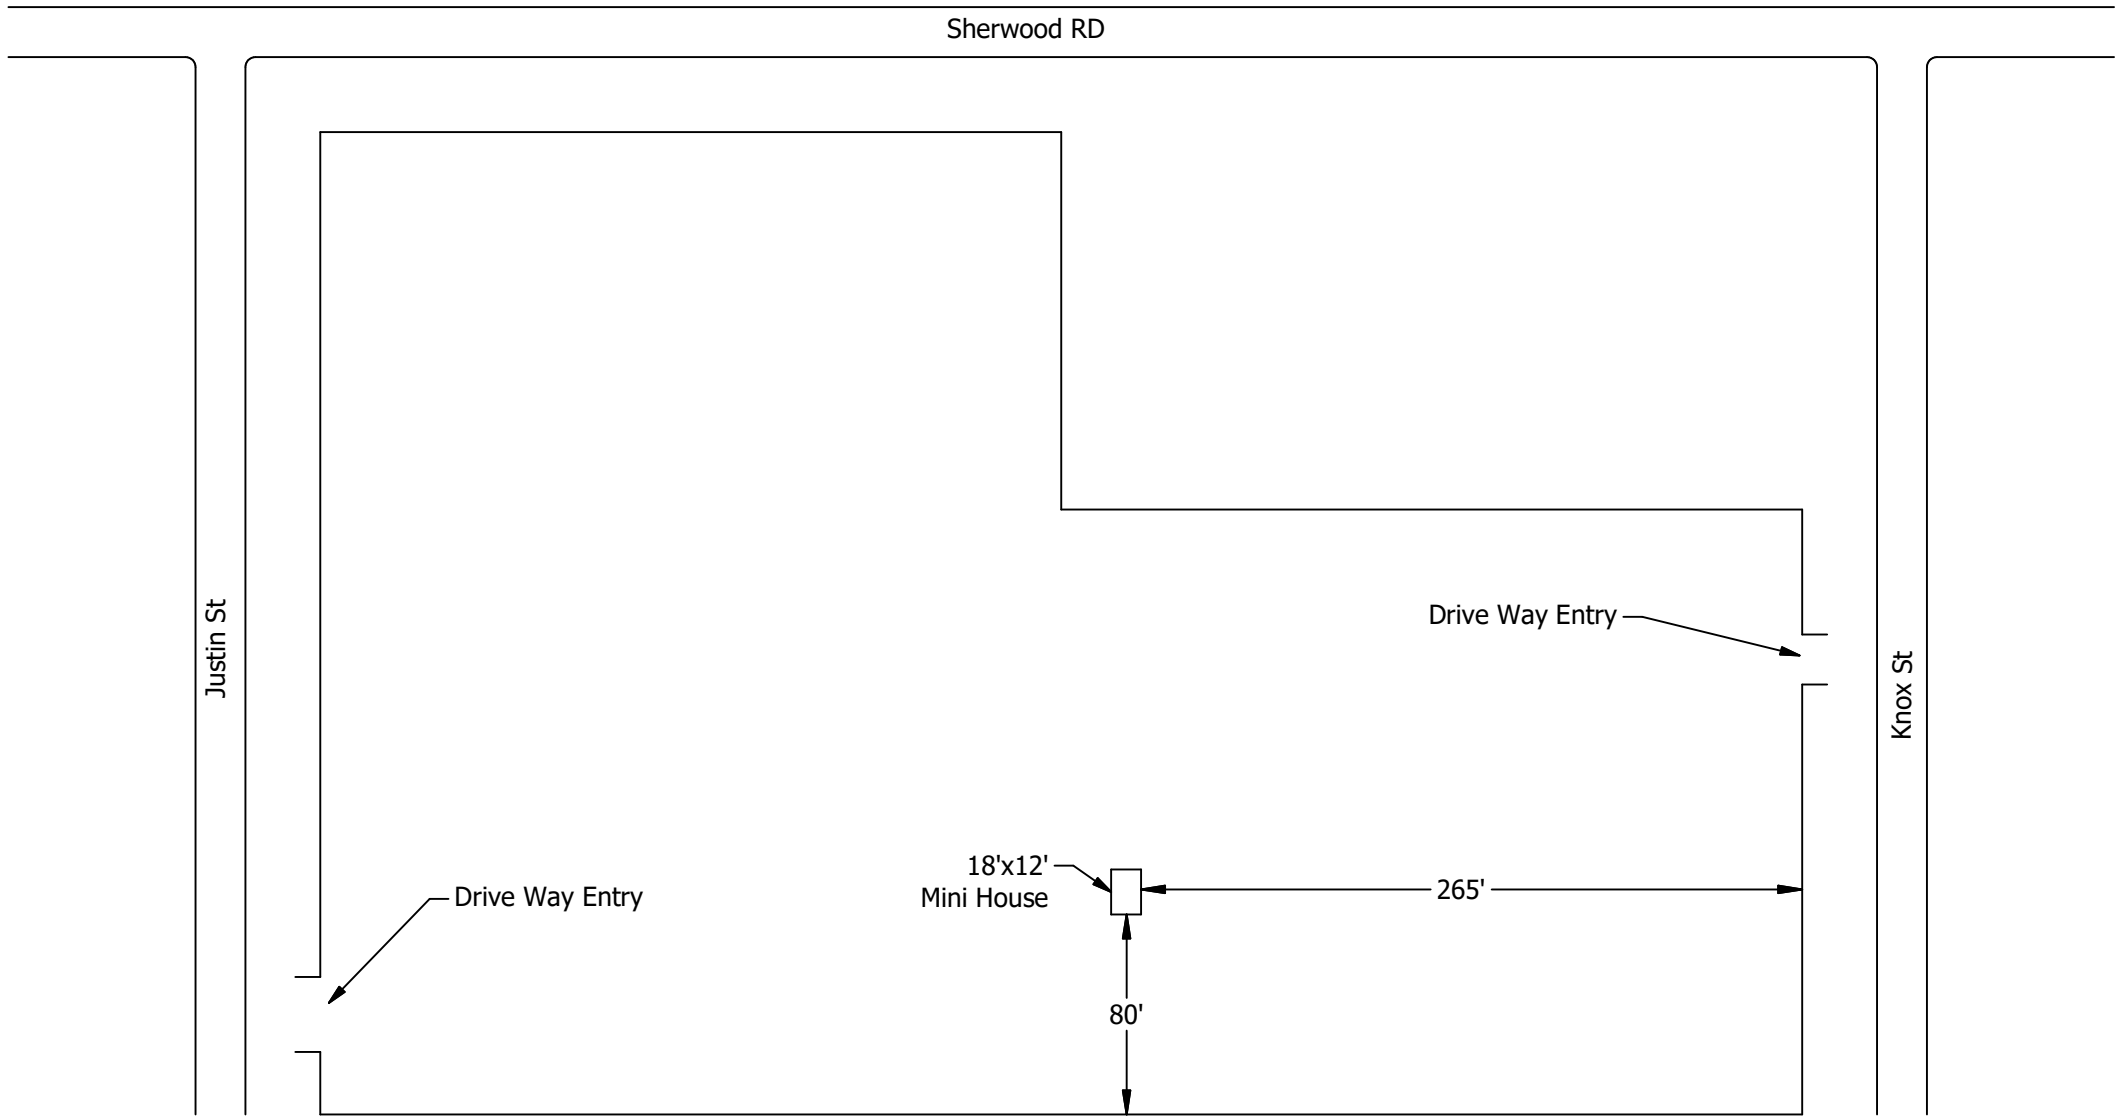 Sherwood RD
Justin St
Drive Way Entry
Knox St
18'x12'
Mini House
265'
Drive Way Entry
80'